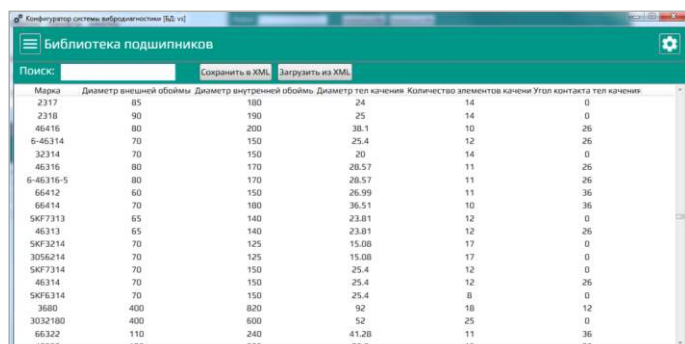 Конфигуратор системы вибродиагностики [БД: vs]
Библиотека подшипников
Поиск: Сохранить в XML Загрузить из XML
Марка Диаметр внешней обоймы Диаметр внутренней обоймь Диаметр тел качения Количество элементов качени Угол контакта тел качения
2317 85 180 24 14 0
2318 90 190 25 14 0
46416 80 200 38.1 10 26
6-46314 70 150 25.4 12 26
32314 70 150 20 14 0
46316 80 170 28.57 11 26
6-46316-5 80 170 28.57 11 26
66412 60 150 26.99 11 36
66414 70 180 36.51 10 36
SKF7313 65 140 23.81 12 0
46313 65 140 23.81 12 26
SKF3214 70 125 15.08 17 0
3056214 70 125 15.08 17 0
SKF7314 70 150 25.4 12 0
46314 70 150 25.4 12 26
SKF6314 70 150 25.4 8 0
3680 400 820 92 18 12
3032180 400 600 52 25 0
66322 110 240 41.28 11 36